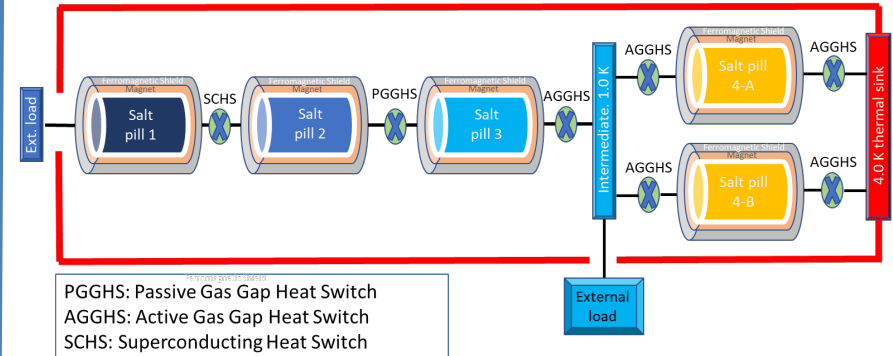 Ext. load
Ferromagnetic Shield
Magnet
Salt
pill 1
SCHS
Ferromagnetic Shield
Magnet
Salt
pill 2
PGGHS
Ferromagnetic Shield
Magnet
Salt
pill 3
AGGHS
Intermediate. 1.0 K
AGGHS
Ferromagnetic Shield
Magnet
Salt pill
4-A
AGGHS
AGGHS
Ferromagnetic Shield
Magnet
Salt pill
4-B
AGGHS
4.0 K thermal sink
External
load
Ferromagnetic Shield
PGGHS: Passive Gas Gap Heat Switch
AGGHS: Active Gas Gap Heat Switch
SCHS: Superconducting Heat Switch